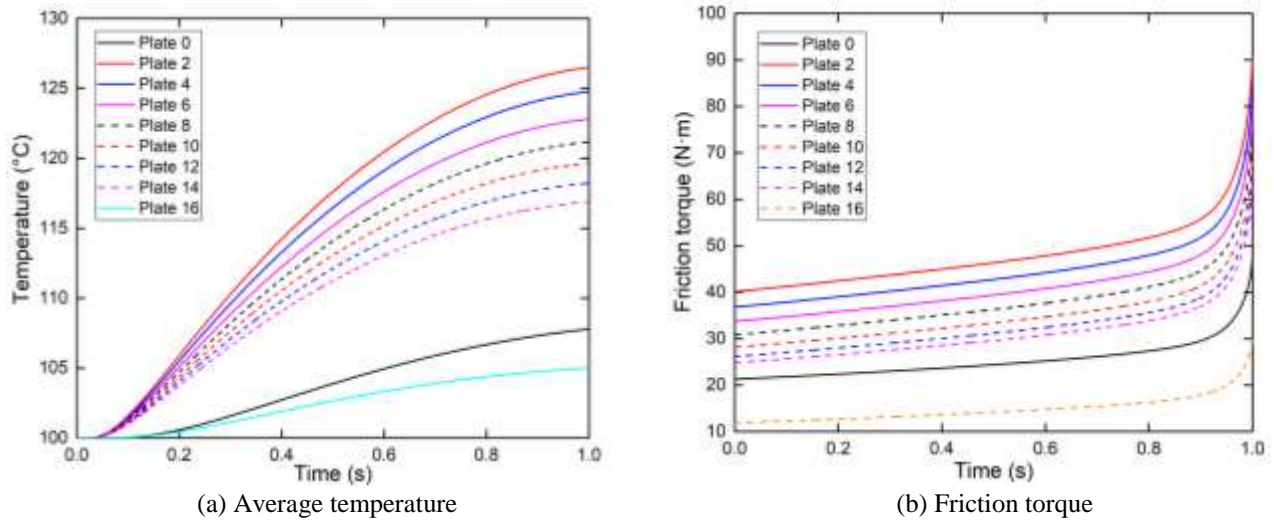 130
125
120
115
110
105
100
Temperature (°C)
Plate 0
Plate 2
Plate 4
Plate 6
Plate 8
Plate 10
Plate 12
Plate 14
Plate 16
0.0 0.2 0.4 0.6 0.8 1.0
Time (s)
(a) Average temperature
100
90
80
70
60
50
40
30
20
10
Friction torque (N·m)
Plate 0
Plate 2
Plate 4
Plate 6
Plate 8
Plate 10
Plate 12
Plate 14
Plate 16
0.0 0.2 0.4 0.6 0.8 1.0
Time (s)
(b) Friction torque